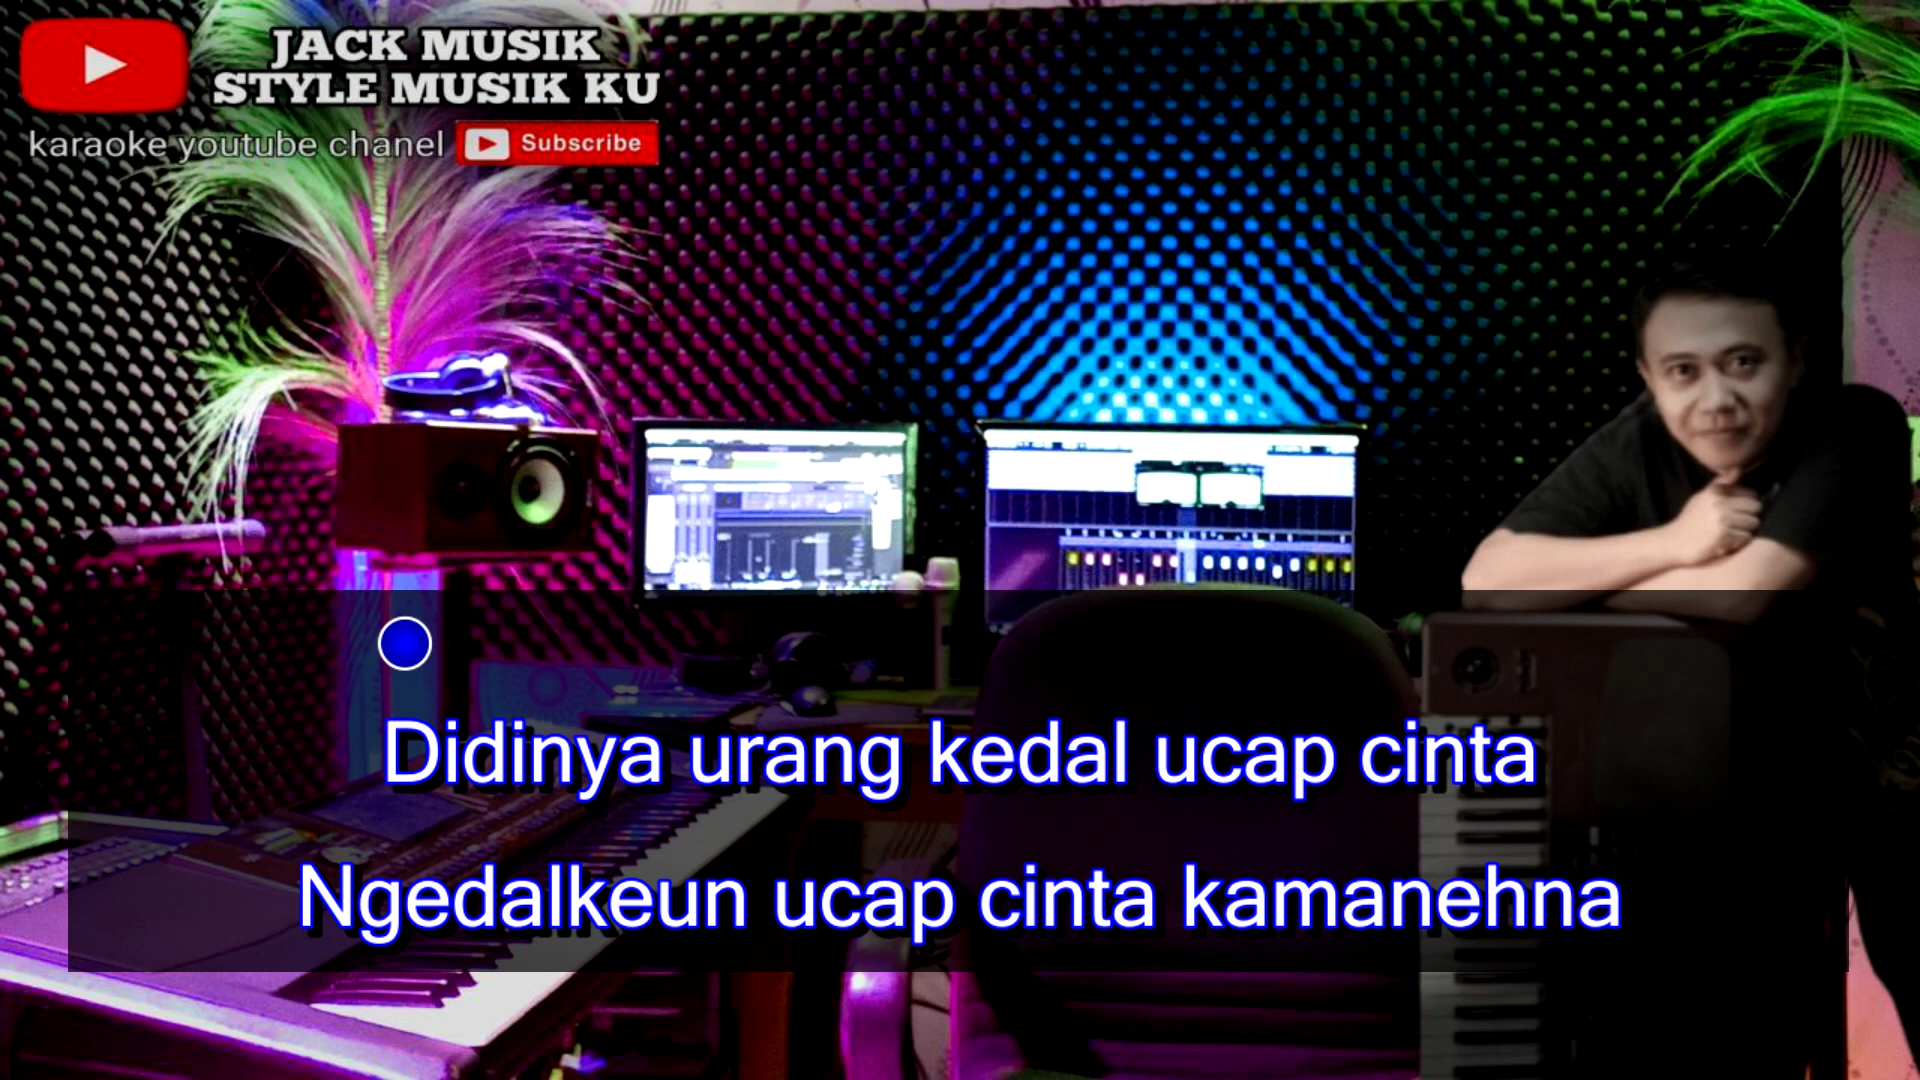 JACK MUSIK
STYLE MUSIK KU
karaoke youtube chanel
Subscribe
Didinya urang kedal ucap cinta
Ngedalkeun ucap cinta kamanehna